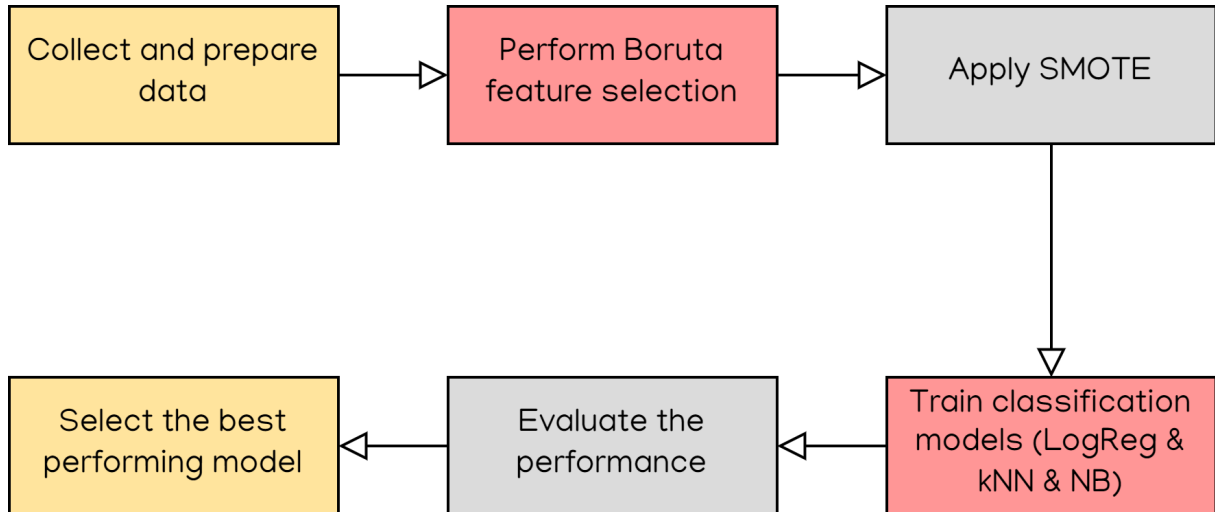 Collect and prepare
data
Perform Boruta
feature selection
Apply SMOTE
Train classification
models (LogReg &
kNN & NB)
Evaluate the
performance
Select the best
performing model